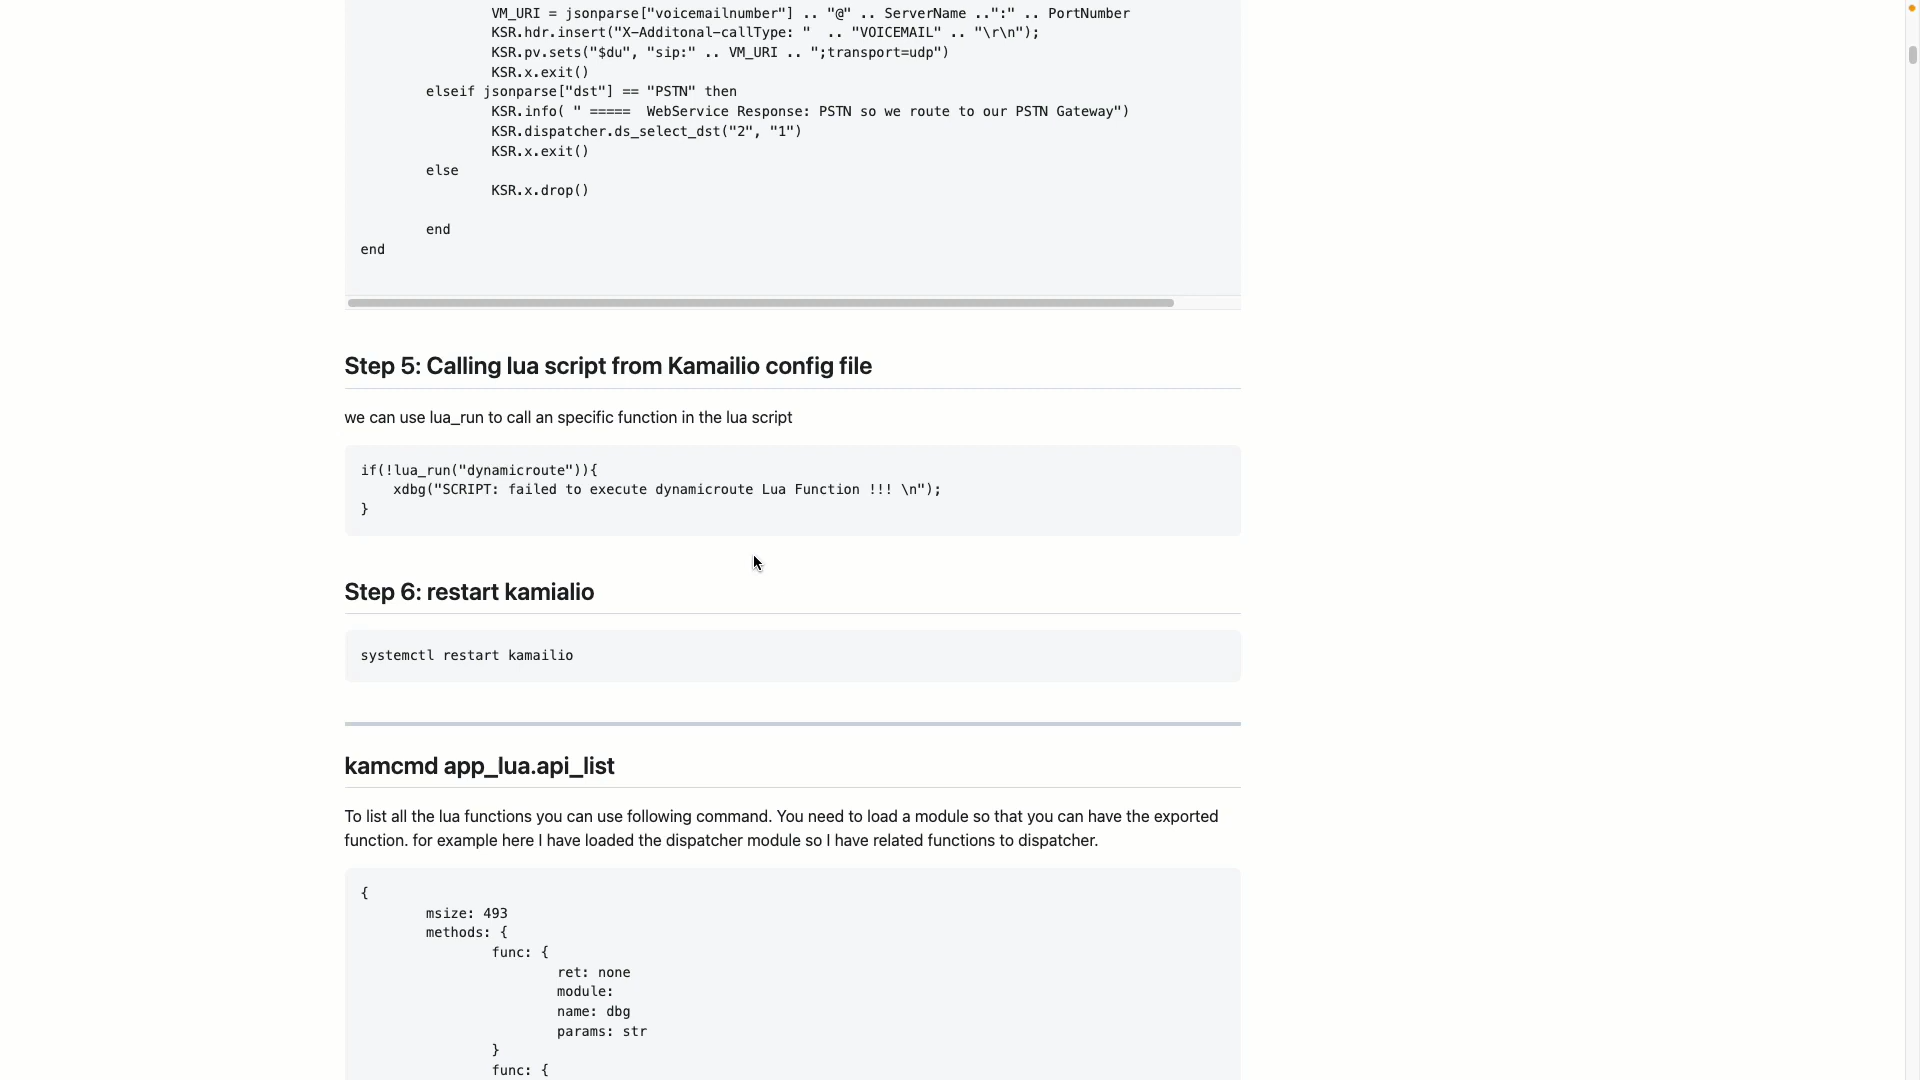 VM_URI = jsonparse["voicemailnumber"] .. "@" .. ServerName ..":" .. PortNumber
KSR.hdr.insert("X-Additonal-callType: "  .. "VOICEMAIL" .. "\r\n");
KSR.pv.sets("$du", "sip:" .. VM_URI .. ";transport=udp")
KSR.x.exit()
elseif jsonparse["dst"] == "PSTN" then
KSR.info( " =====  WebService Response: PSTN so we route to our PSTN Gateway")
KSR.dispatcher.ds_select_dst("2", "1")
KSR.x.exit()
else
KSR.x.drop()
end
end
Step 5: Calling lua script from Kamailio config file
we can use lua_run to call an specific function in the lua script
if(!lua_run("dynamicroute")){
xdbg("SCRIPT: failed to execute dynamicroute Lua Function !!! \n");
}
Step 6: restart kamialio
systemctl restart kamailio
kamcmd app_lua.api_list
To list all the lua functions you can use following command. You need to load a module so that you can have the exported
function. for example here I have loaded the dispatcher module so I have related functions to dispatcher.
{
msize: 493
methods: {
func: {
ret: none
module:
name: dbg
params: str
}
func: {